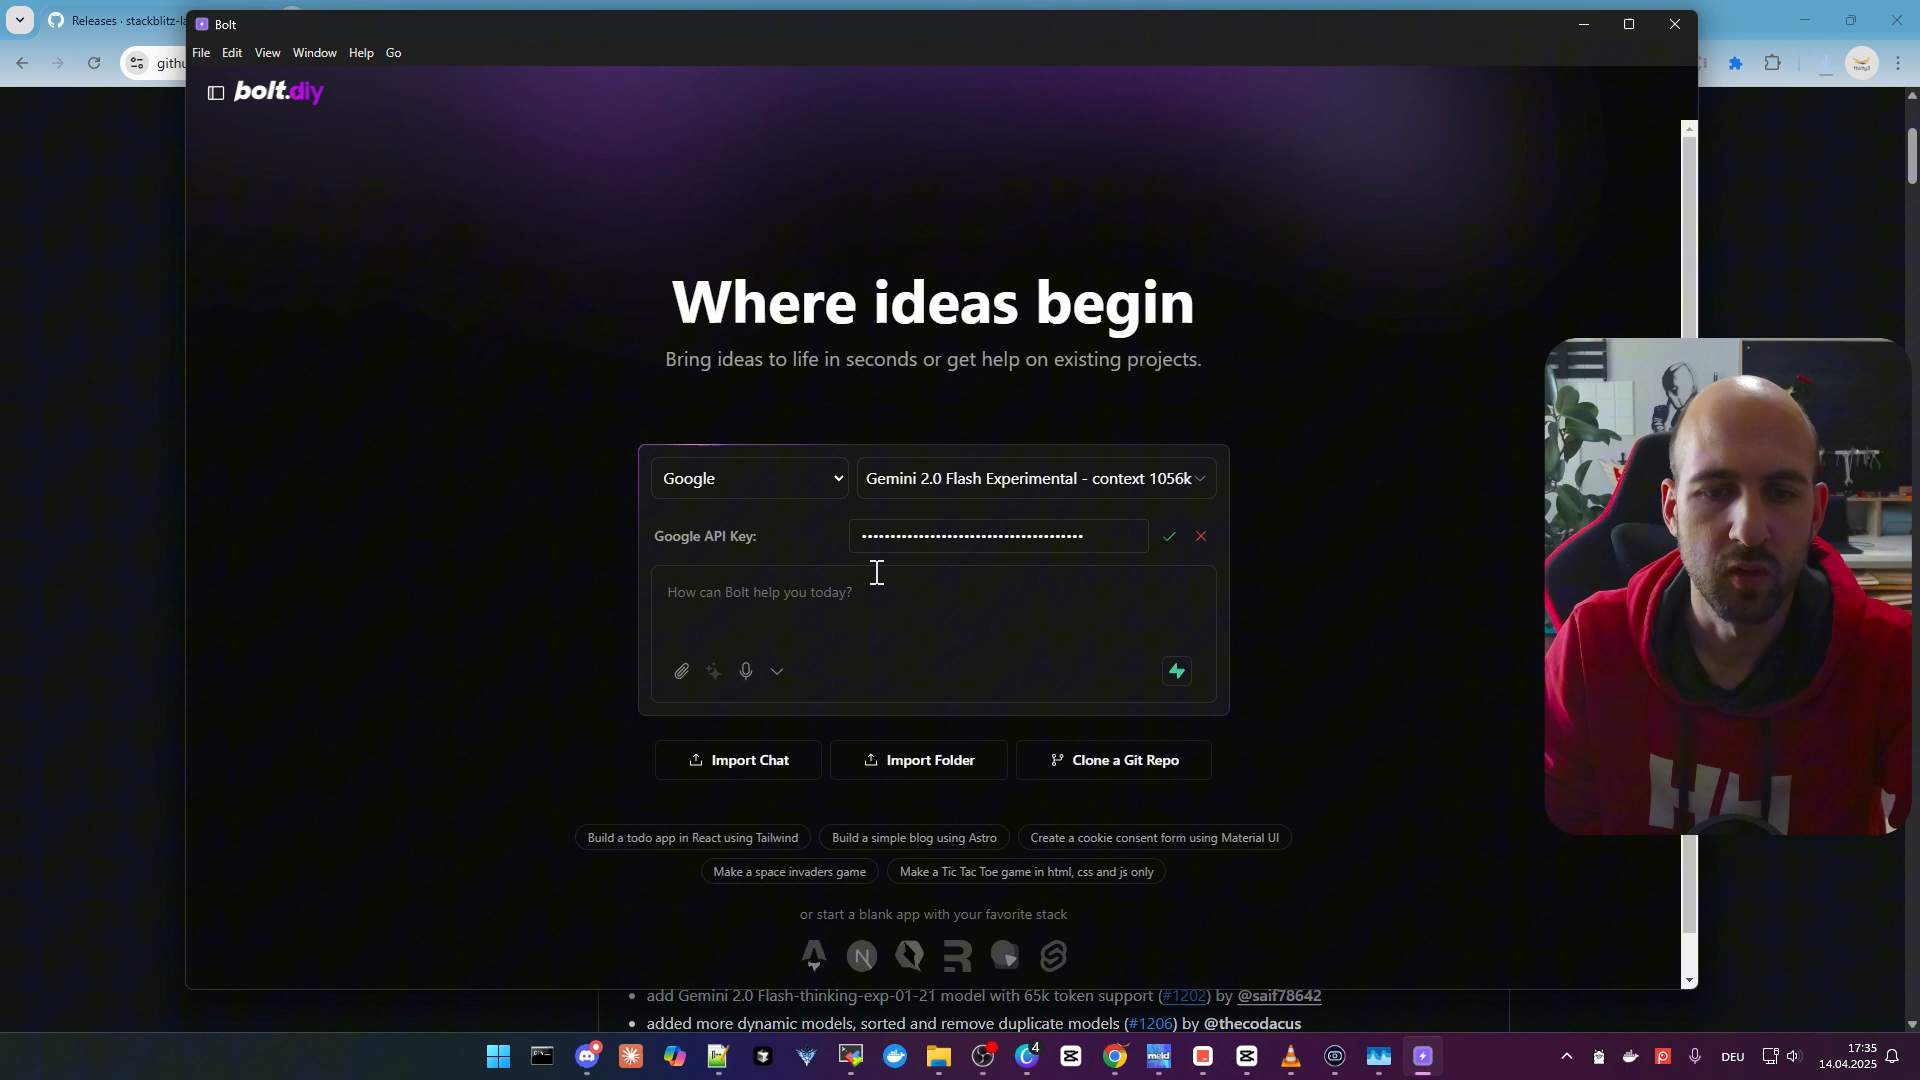 Releases · stackblitz-la
githu
Bolt
File Edit View Window Help Go
bolt.diy
Where ideas begin
Bring ideas to life in seconds or get help on existing projects.
Google
Gemini 2.0 Flash Experimental - context 1056k
Google API Key:
How can Bolt help you today?
Import Chat
Import Folder
Clone a Git Repo
Build a todo app in React using Tailwind
Build a simple blog using Astro
Create a cookie consent form using Material UI
Make a space invaders game
Make a Tic Tac Toe game in html, css and js only
or start a blank app with your favorite stack
• add Gemini 2.0 Flash-thinking-exp-01-21 model with 65k token support (#1202) by @saif78642
• added more dynamic models, sorted and remove duplicate models (#1206) by @thecodacus
4
meld
DEU
17:35
14.04.2025